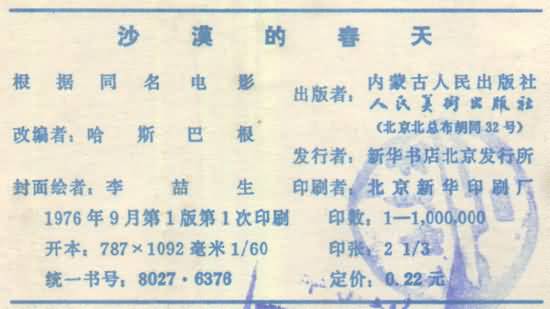 沙漠的春天
根据同名电影
改编者：哈斯巴根
封面绘者：李喆生
1976年9月第1版第1次印刷
开本：787×1092毫米1/60
统一书号：8027·6376
出版者：内蒙古人民出版社
人民美術出版社
（北京北总布胡同32号）
发行者：新华书店北京发行所
印刷者：北京新华印刷厂
印数：1—1,000,000
印张：2 1/3
定价：0.22元